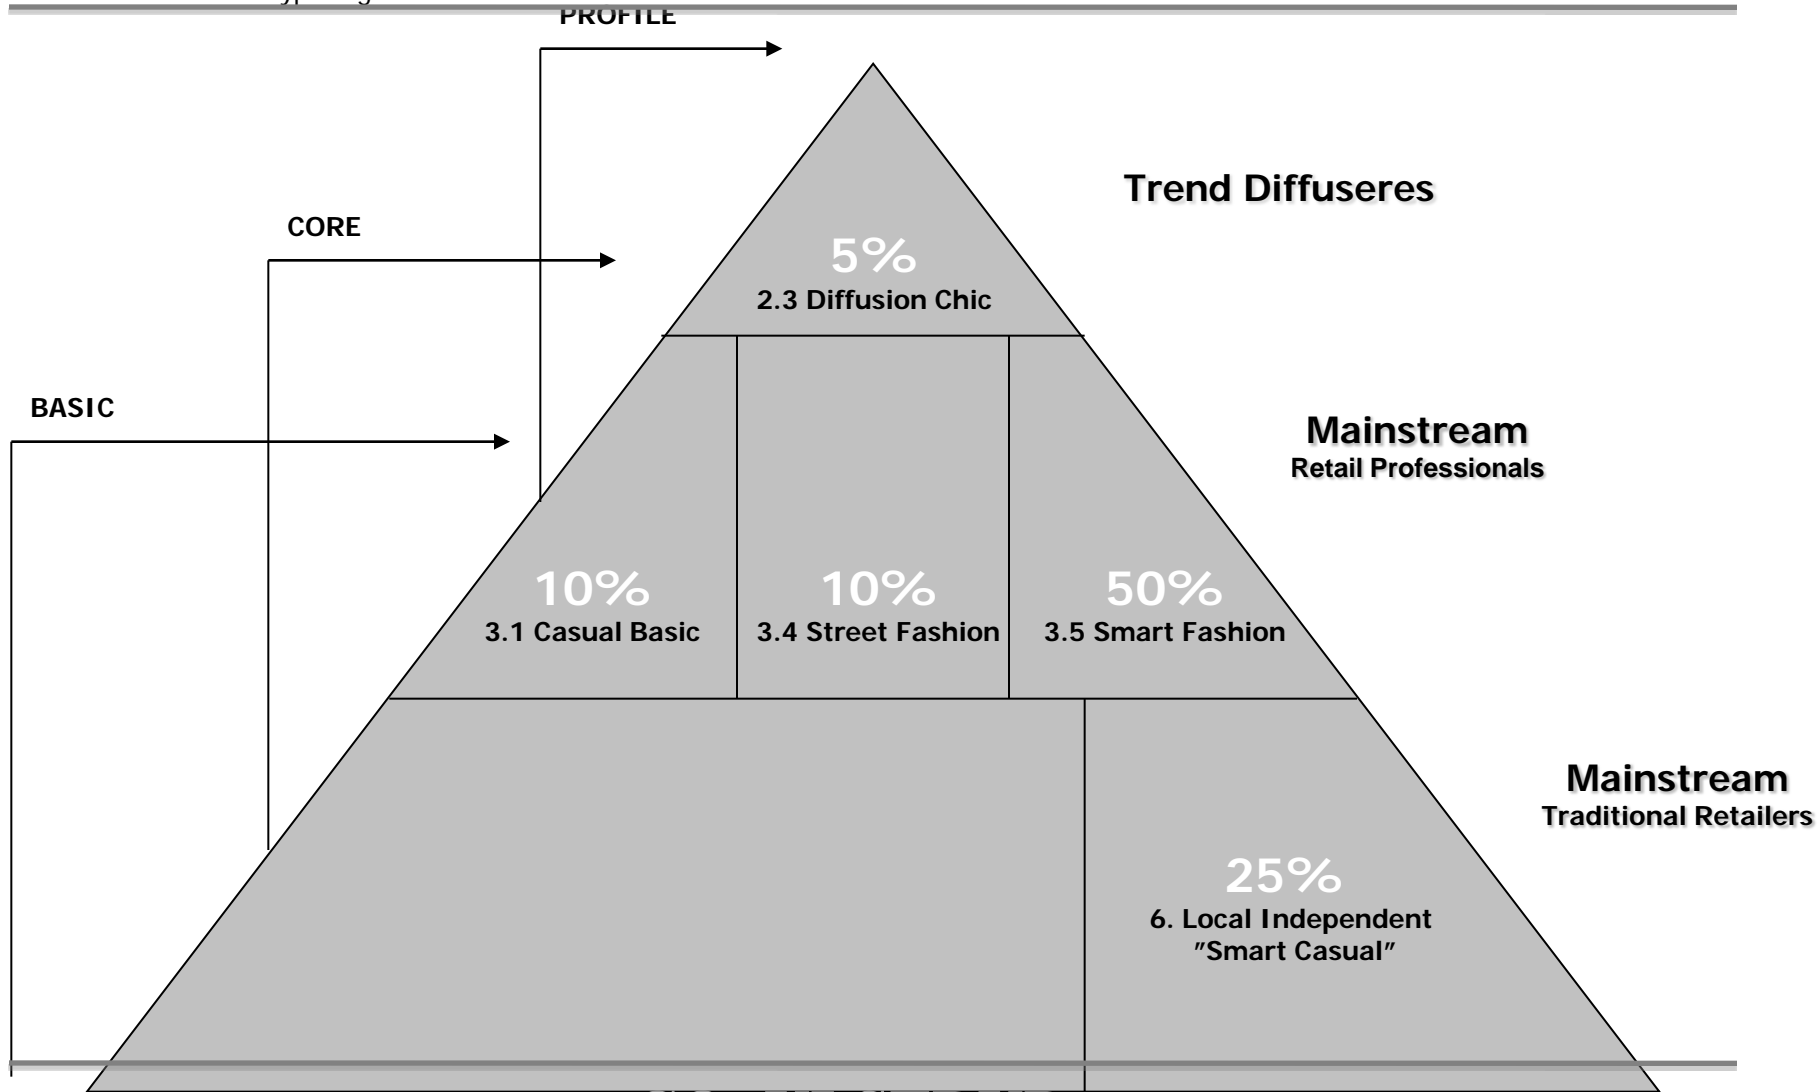 PROFILE
Trend Diffuseres
CORE
5%
2.3 Diffusion Chic
BASIC
Mainstream
Retail Professionals
10%
3.1 Casual Basic
10%
3.4 Street Fashion
50%
3.5 Smart Fashion
Mainstream
Traditional Retailers
25%
6. Local Independent
”Smart Casual”